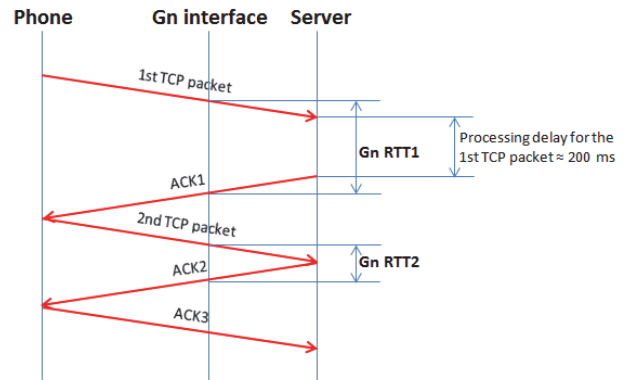 Phone Gn interface Server
1st TCP packet
Processing delay for the
1st TCP packet ≈ 200 ms
Gn RTT1
ACK1
2nd TCP packet
Gn RTT2
ACK2
ACK3